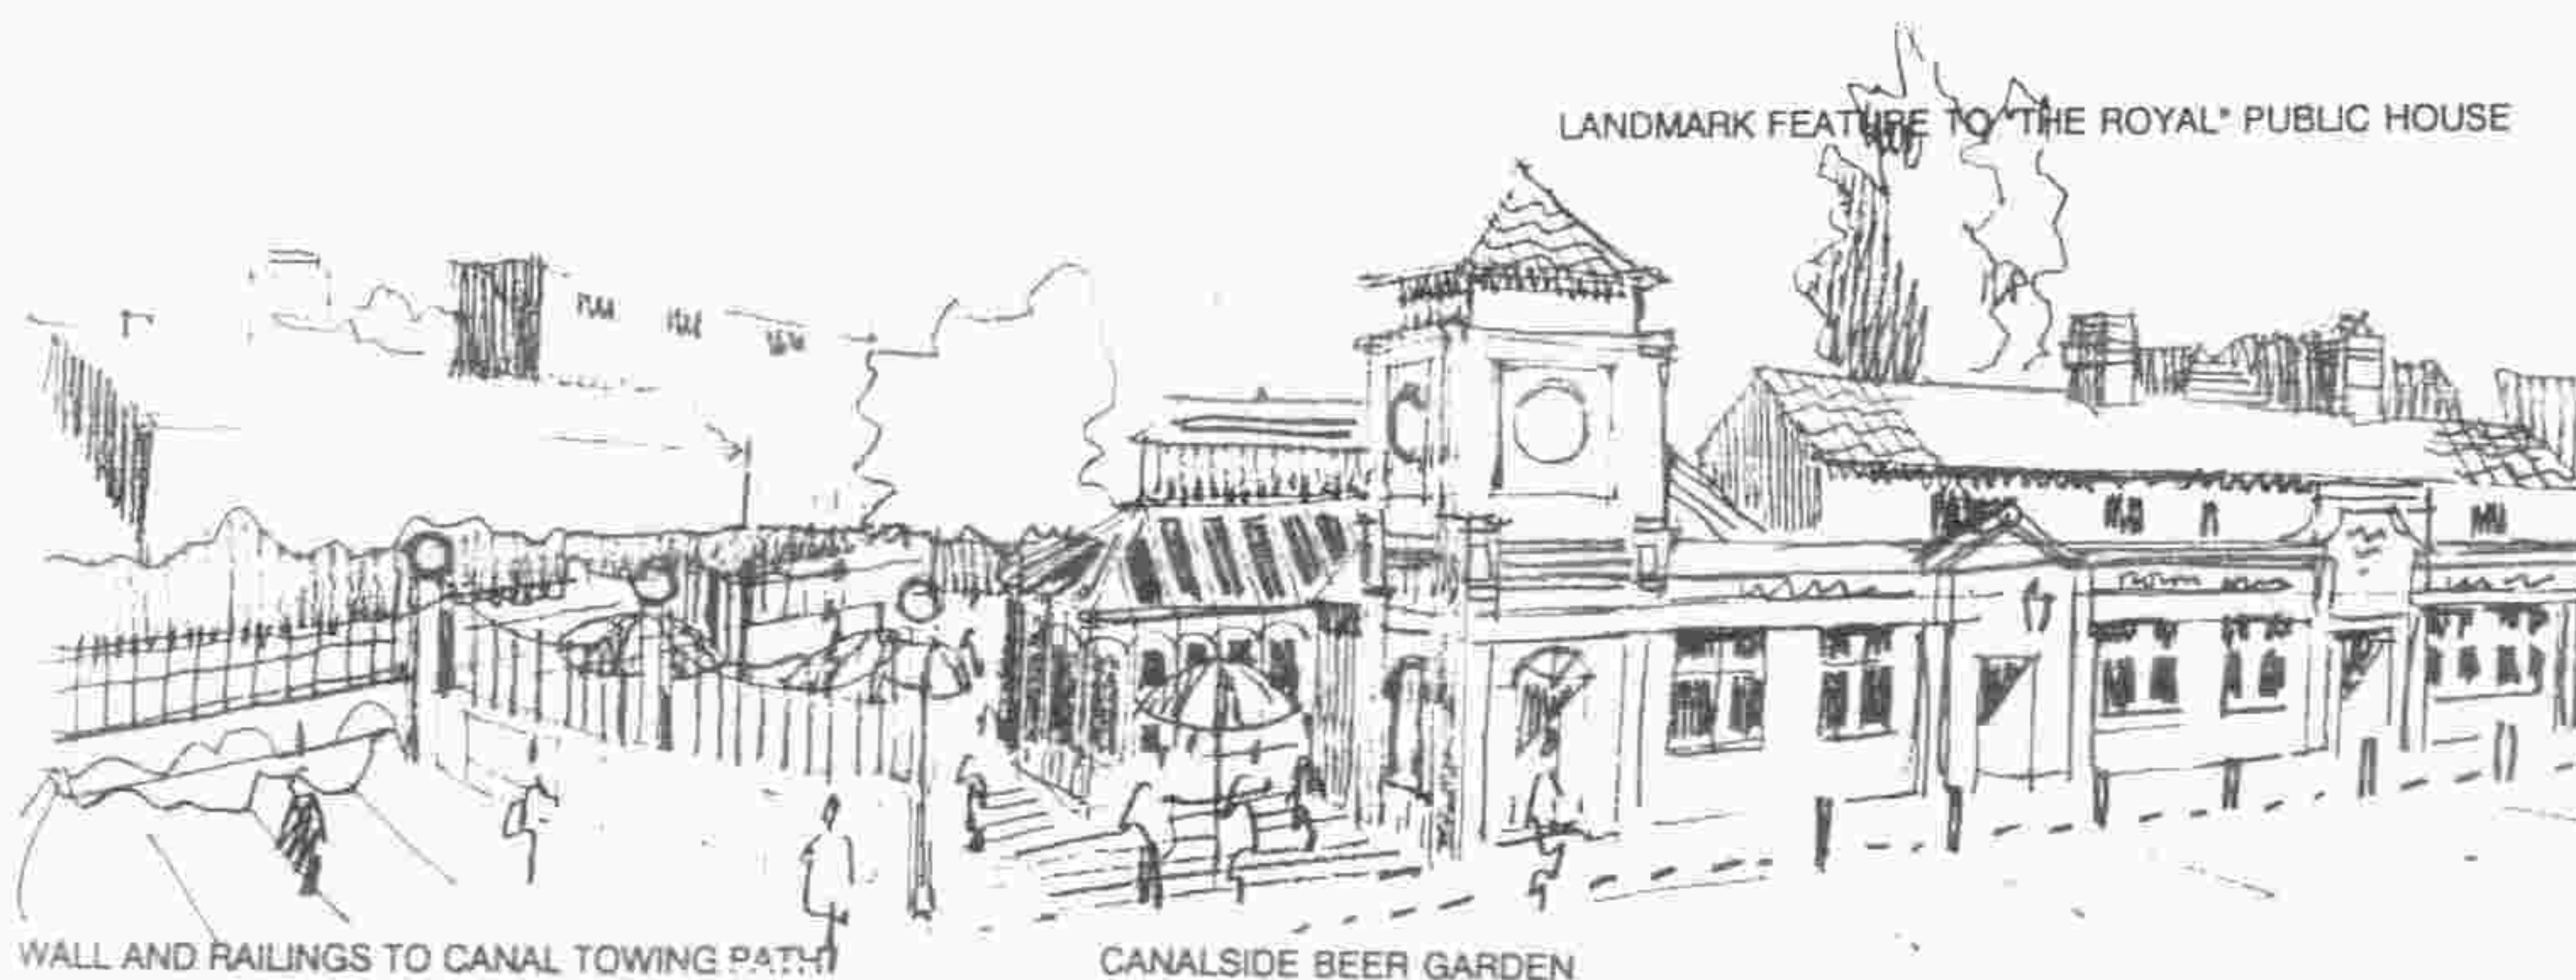 LANDMARK FEATURE TO "THE ROYAL" PUBLIC HOUSE
WALL AND RAILINGS TO CANAL TOWING PATH
CANALSIDE BEER GARDEN